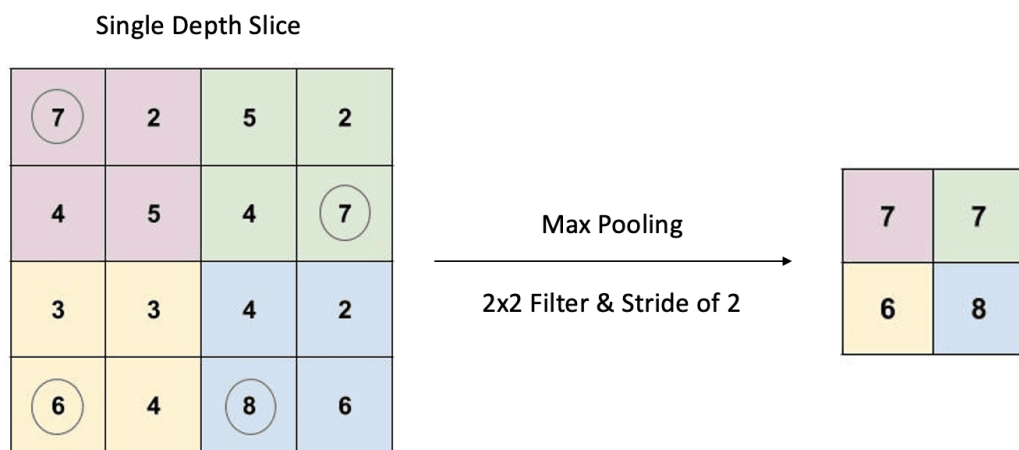 Single Depth Slice
7 2 5 2
4 5 4 7
3 3 4 2
6 4 8 6
Max Pooling
2x2 Filter & Stride of 2
7 7
6 8